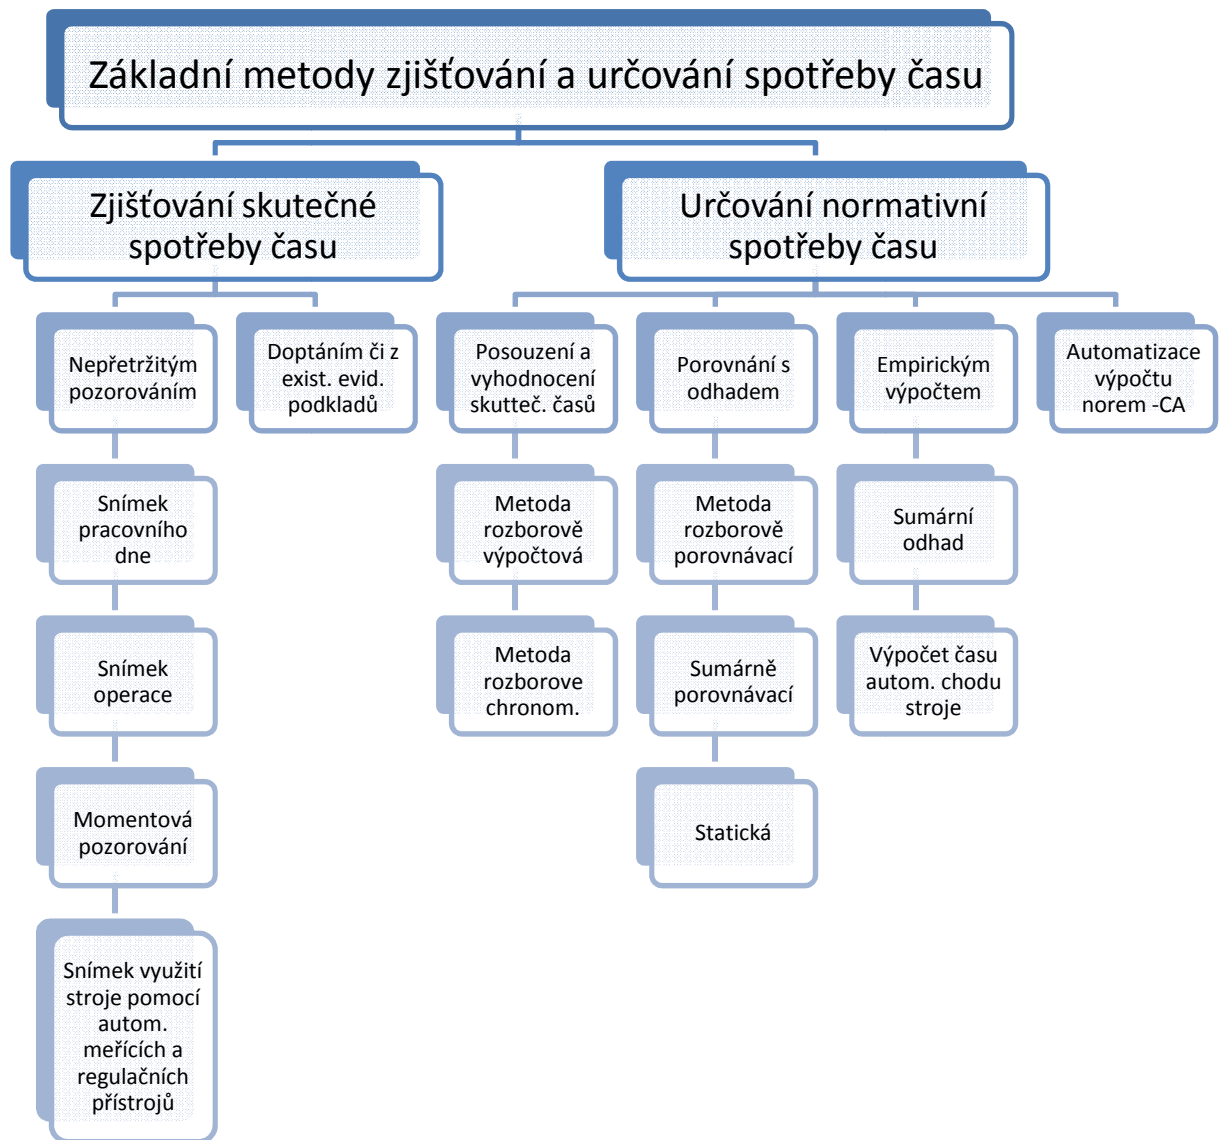 Základní metody zjišťování a určování spotřeby času
Zjišťování skutečné
spotřeby času
Určování normativní
spotřeby času
Nepřetržitým
pozorováním
Doptáním či z
exist. evid.
podkladů
Posouzení a
vyhodnocení
skutteč. časů
Porovnání s
odhadem
Empirickým
výpočtem
Automatizace
výpočtu
norem -CA
Snímek
pracovního
dne
Metoda
rozborově
výpočtová
Metoda
rozborově
porovnávací
Sumární
odhad
Snímek
operace
Metoda
rozborove
chronom.
Sumárně
porovnávací
Výpočet času
autom. chodu
stroje
Momentová
pozorování
Statická
Snímek využití
stroje pomocí
autom.
meřících a
regulačních
přístrojů